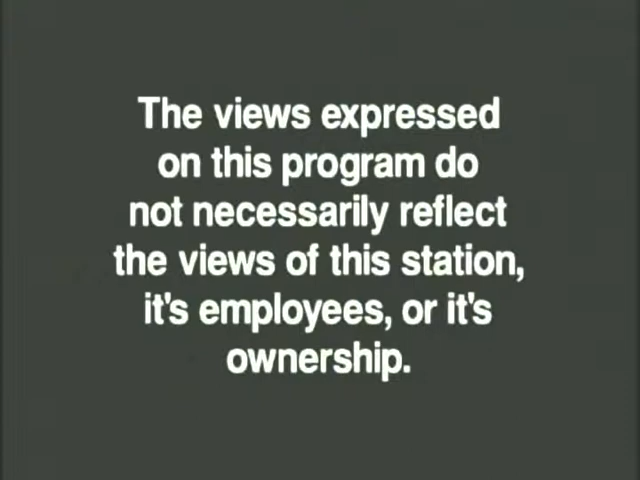 The views expressed
on this program do
not necessarily reflect
the views of this station,
it's employees, or it's
ownership.